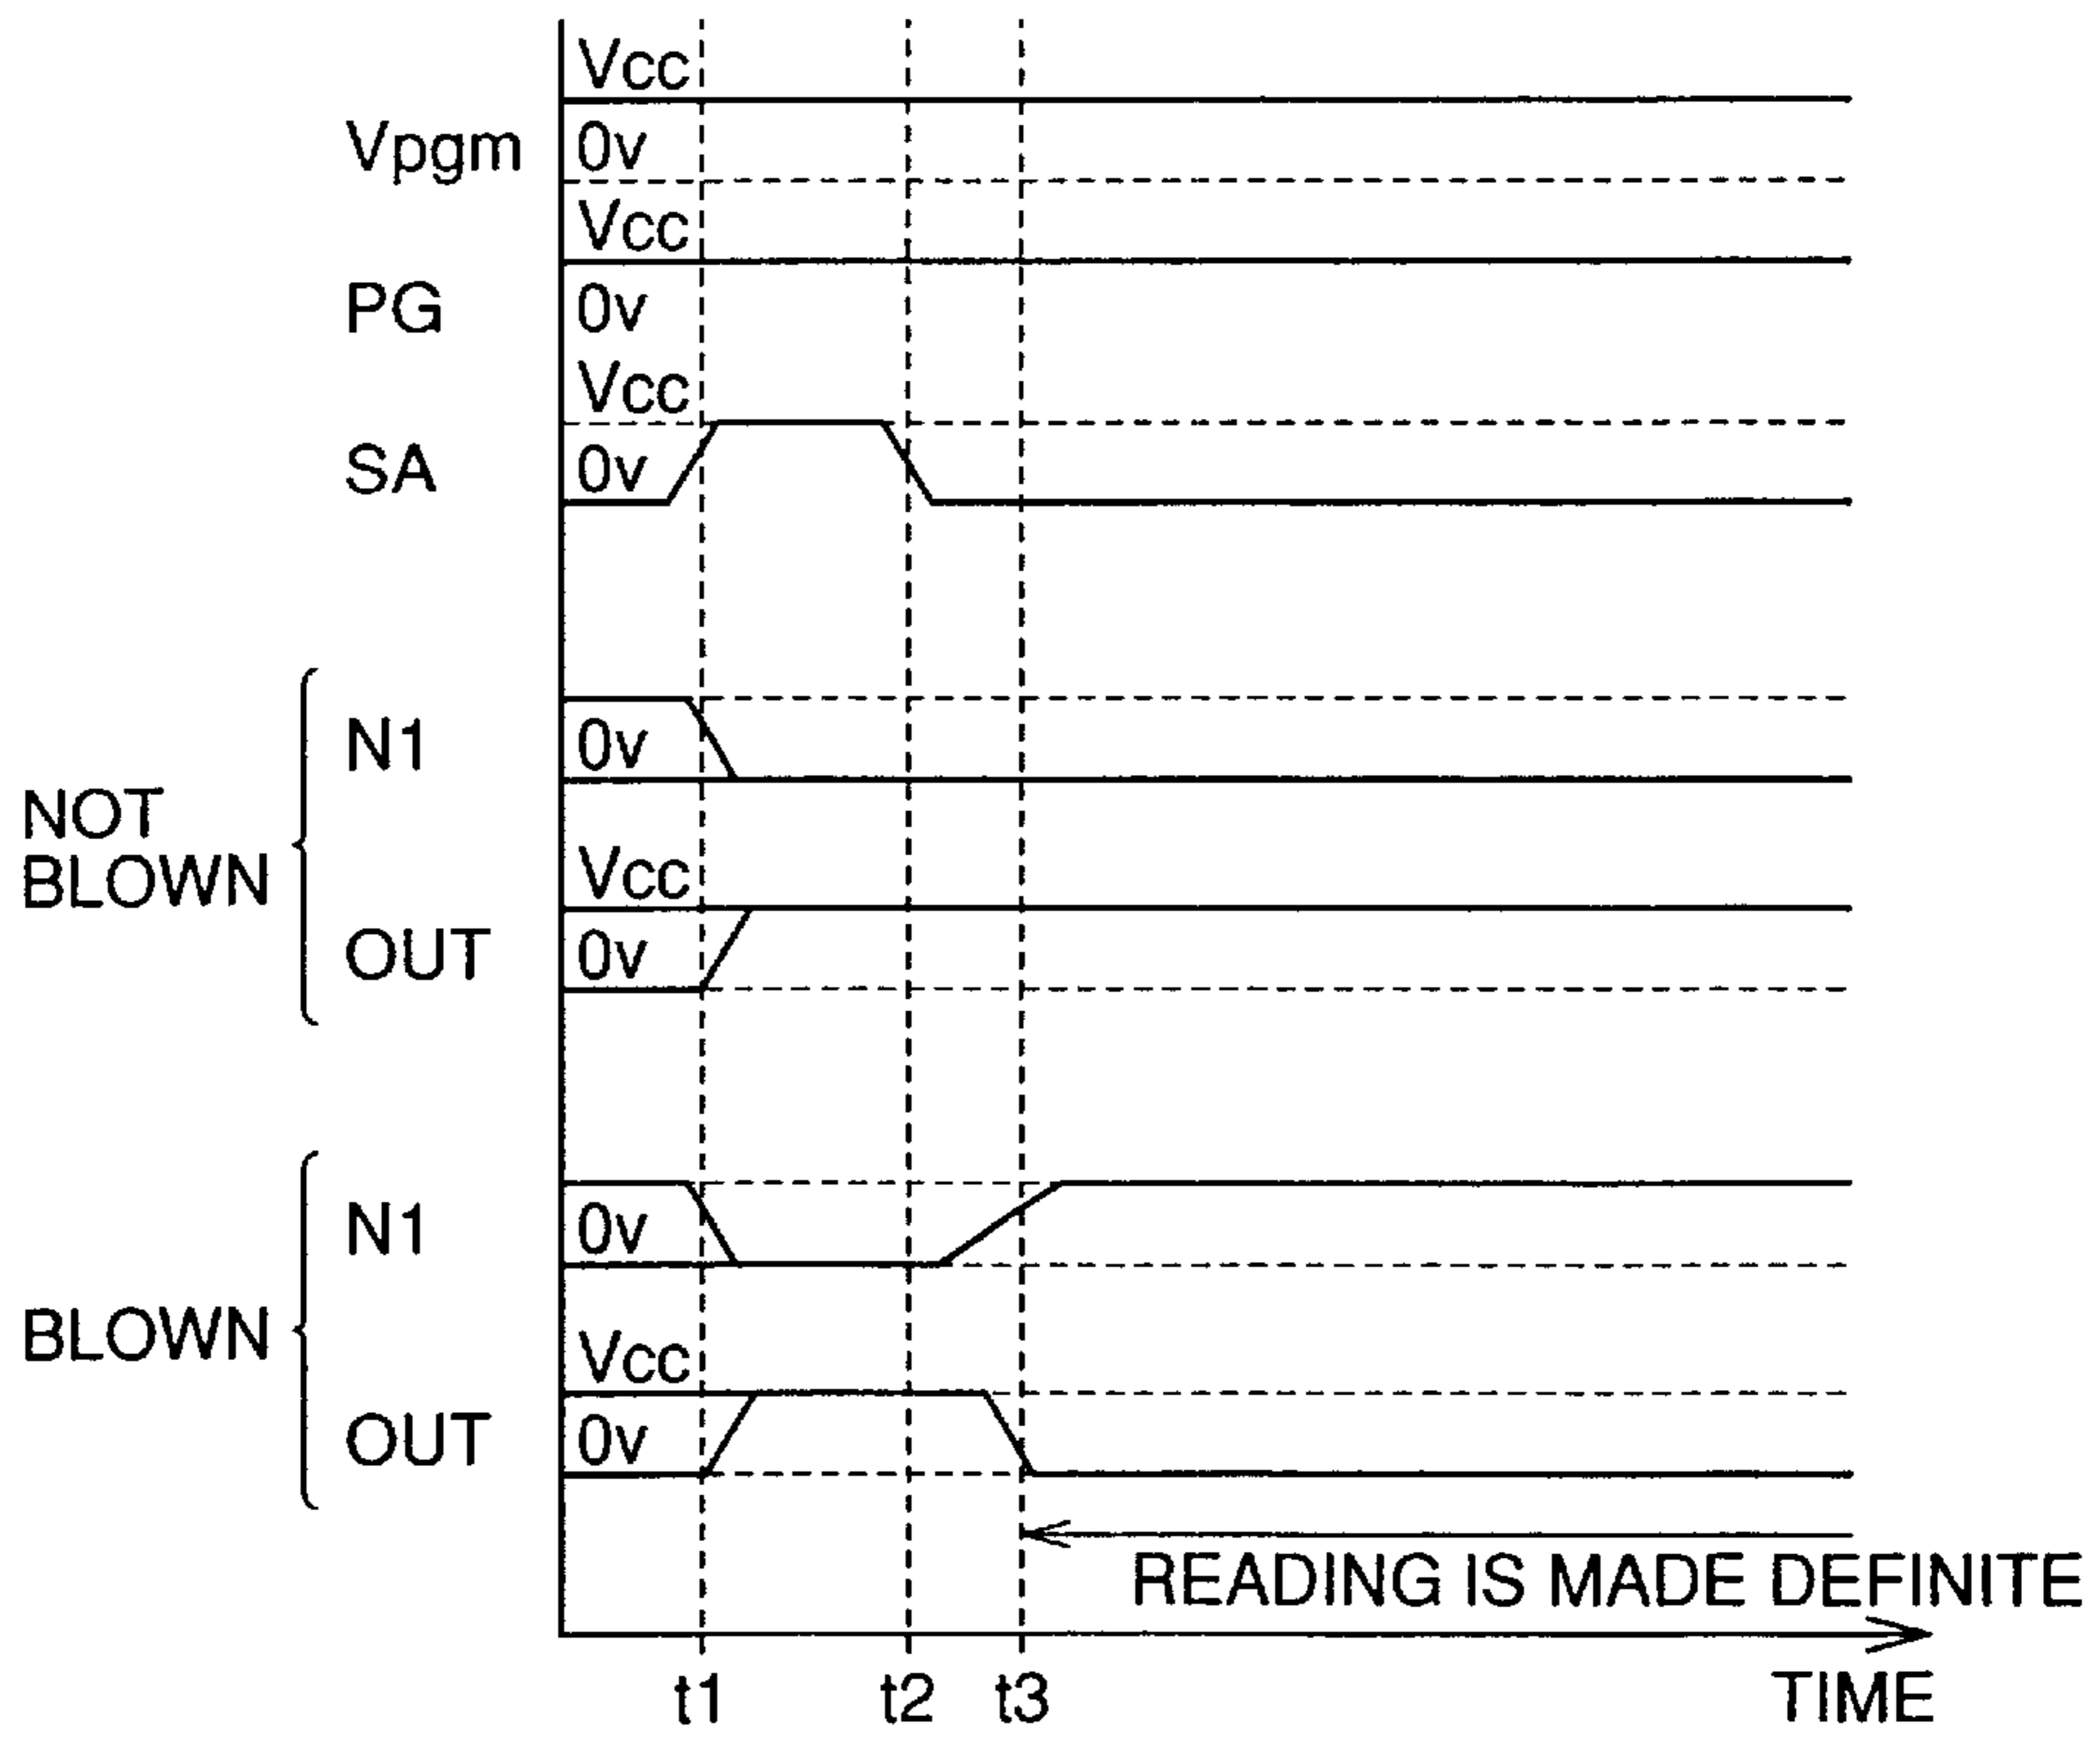 Vcc
Vpgm 0v
Vcc
PG 0v
Vcc
SA 0v
N1 0v
NOT
BLOWN
Vcc
OUT 0v
N1 0v
BLOWN
Vcc
OUT 0v
READING IS MADE DEFINITE
t1 t2 t3 TIME